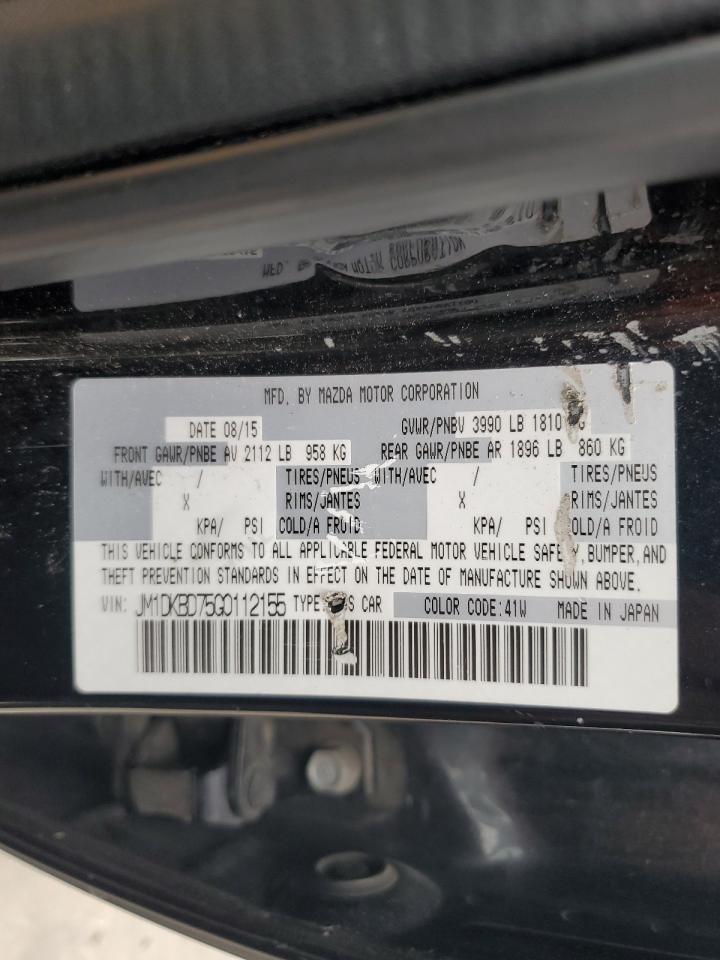 MFD. BY MAZDA MOTOR CORPORATION
DATE 08/15 GVWR/PNBV 3990 LB 1810
FRONT GAWR/PNBE AV 2112 LB 958 KG REAR GAWR/PNBE AR 1896 LB 860 KG
WITH/AVEC / TIRES/PNEUS WITH/AVEC / TIRES/PNEUS
X RIMS/JANTES X RIMS/JANTES
KPA/ PSI COLD/A FROID KPA/ PSI COLD/A FROID
THIS VEHICLE CONFORMS TO ALL APPLICABLE FEDERAL MOTOR VEHICLE SAFETY, BUMPER, AND
THEFT PREVENTION STANDARDS IN EFFECT ON THE DATE OF MANUFACTURE SHOWN ABOVE.
VIN: JM1DKBD75G0112155 TYPE: CAR COLOR CODE:41W MADE IN JAPAN